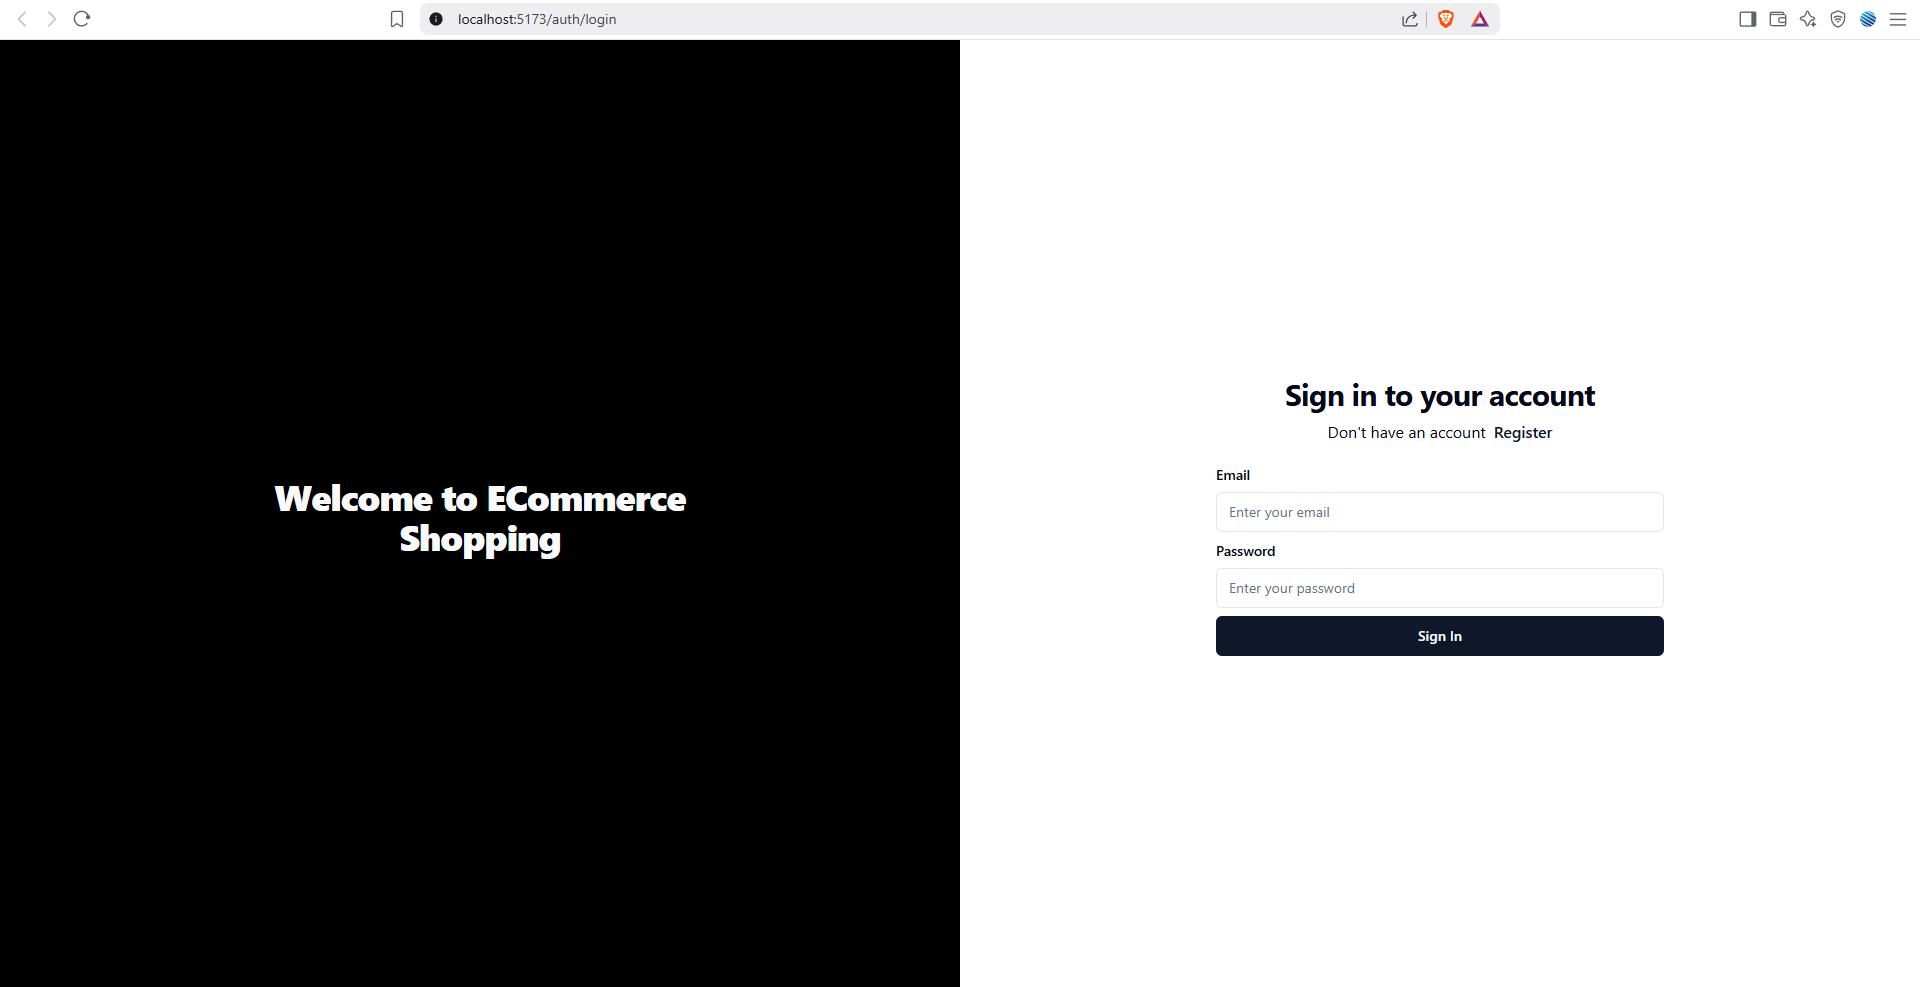 localhost:5173/auth/login
Welcome to ECommerce
Shopping
Sign in to your account
Don't have an account Register
Email
Enter your email
Password
Enter your password
Sign In